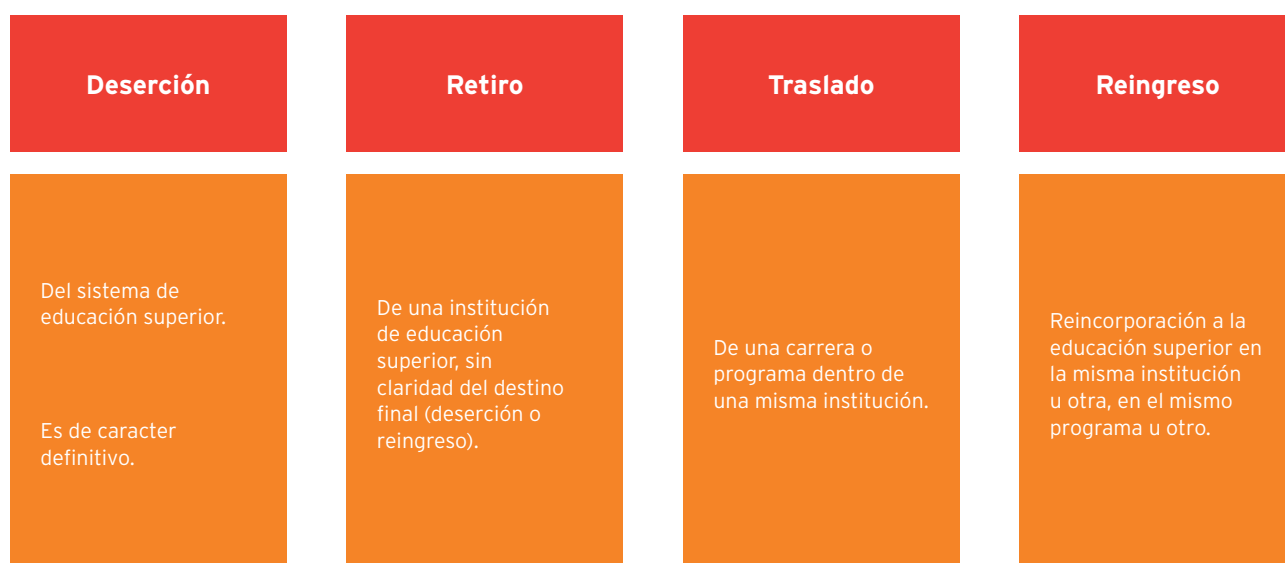 Deserción
Retiro
Traslado
Reingreso
Del sistema de
educación superior.
Es de caracter
definitivo.
De una institución
de educación
superior, sin
claridad del destino
final (deserción o
reingreso).
De una carrera o
programa dentro de
una misma institución.
Reincorporación a la
educación superior en
la misma institución
u otra, en el mismo
programa u otro.